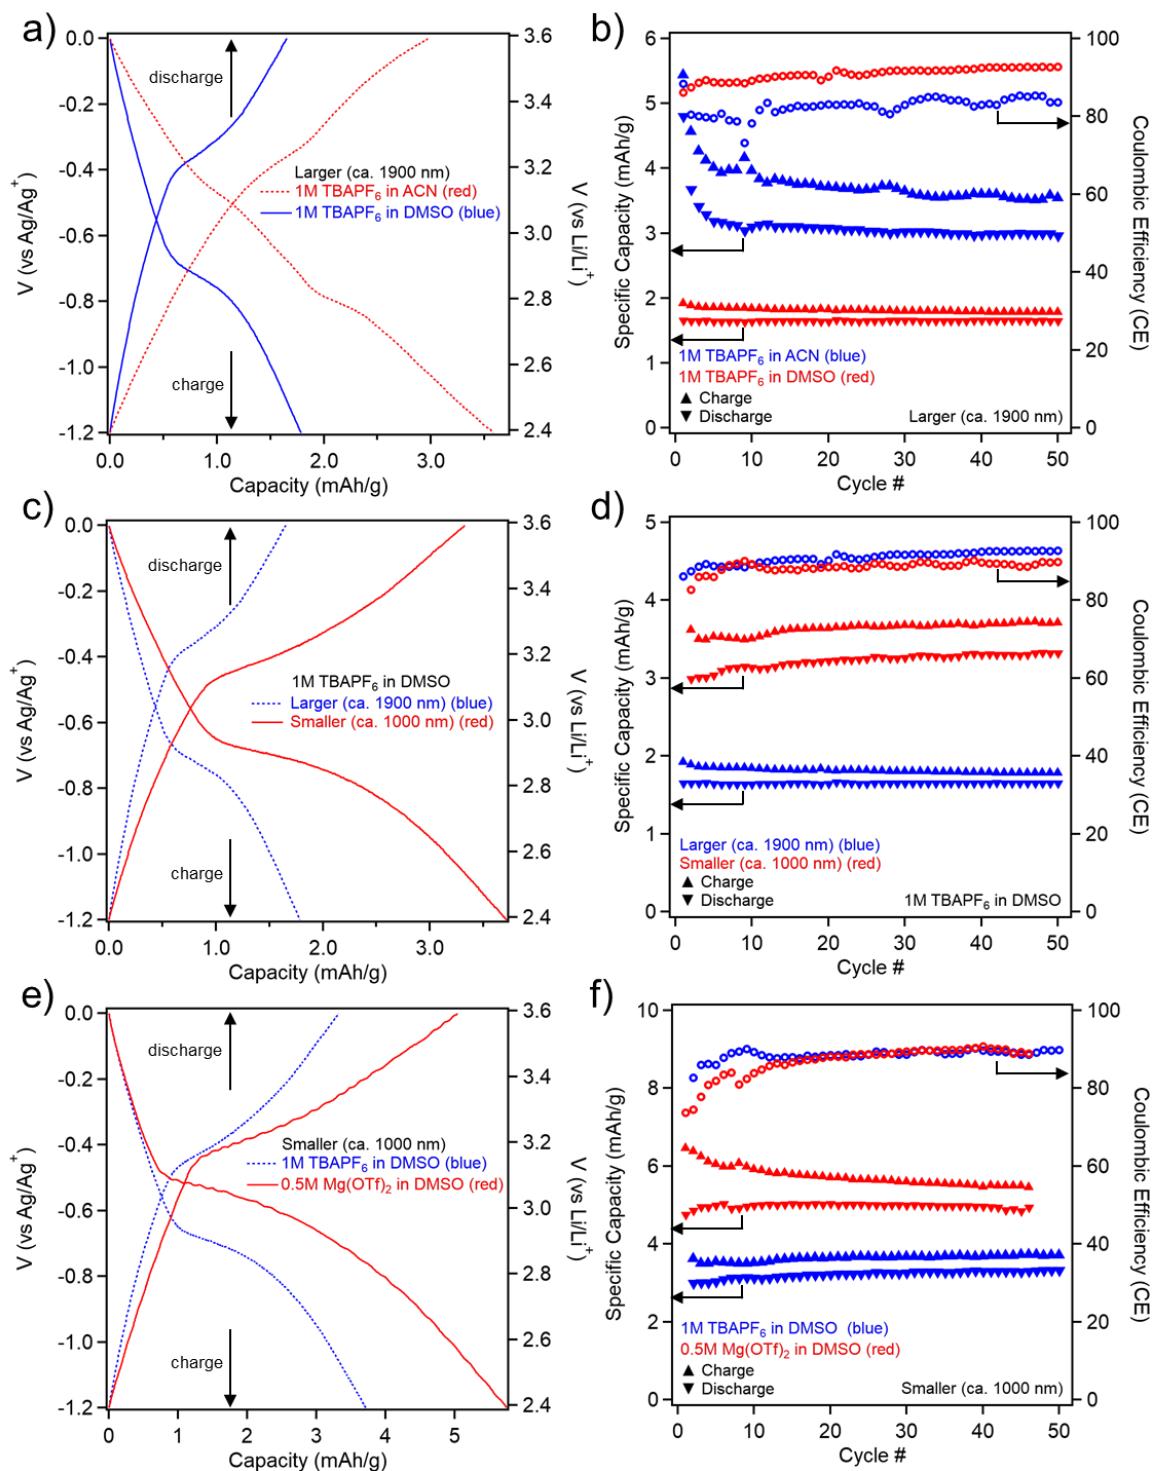 a)
0.0
-0.2
-0.4
-0.6
-0.8
-1.0
-1.2
V (vs Ag/Ag⁺)
discharge
Larger (ca. 1900 nm)
1M TBAPF₆ in ACN (red)
1M TBAPF₆ in DMSO (blue)
charge
3.6
3.4
3.2
3.0
2.8
2.6
2.4
V (vs Li/Li⁺)
0.0 1.0 2.0 3.0
Capacity (mAh/g)
b)
6
5
4
3
2
1
0
Specific Capacity (mAh/g)
1M TBAPF₆ in ACN (blue)
1M TBAPF₆ in DMSO (red)
▲ Charge
▼ Discharge
Larger (ca. 1900 nm)
100
80
60
40
20
0
Coulombic
Efficiency (CE)
0 10 20 30 40 50
Cycle #
c)
0.0
-0.2
-0.4
-0.6
-0.8
-1.0
-1.2
V (vs Ag/Ag⁺)
discharge
1M TBAPF₆ in DMSO
Larger (ca. 1900 nm) (blue)
Smaller (ca. 1000 nm) (red)
charge
3.6
3.4
3.2
3.0
2.8
2.6
2.4
V (vs Li/Li⁺)
0.0 1.0 2.0 3.0
Capacity (mAh/g)
d)
5
4
3
2
1
0
Specific Capacity (mAh/g)
Larger (ca. 1900 nm) (blue)
Smaller (ca. 1000 nm) (red)
▲ Charge
▼ Discharge
1M TBAPF₆ in DMSO
100
80
60
40
20
0
Coulombic
Efficiency (CE)
0 10 20 30 40 50
Cycle #
e)
0.0
-0.2
-0.4
-0.6
-0.8
-1.0
-1.2
V (vs Ag/Ag⁺)
discharge
Smaller (ca. 1000 nm)
1M TBAPF₆ in DMSO (blue)
0.5M Mg(OTf)₂ in DMSO (red)
charge
3.6
3.4
3.2
3.0
2.8
2.6
2.4
V (vs Li/Li⁺)
0 1 2 3 4 5
Capacity (mAh/g)
f)
10
8
6
4
2
0
Specific Capacity (mAh/g)
1M TBAPF₆ in DMSO (blue)
0.5M Mg(OTf)₂ in DMSO (red)
▲ Charge
▼ Discharge
Smaller (ca. 1000 nm)
100
80
60
40
20
0
Coulombic
Efficiency (CE)
0 10 20 30 40 50
Cycle #